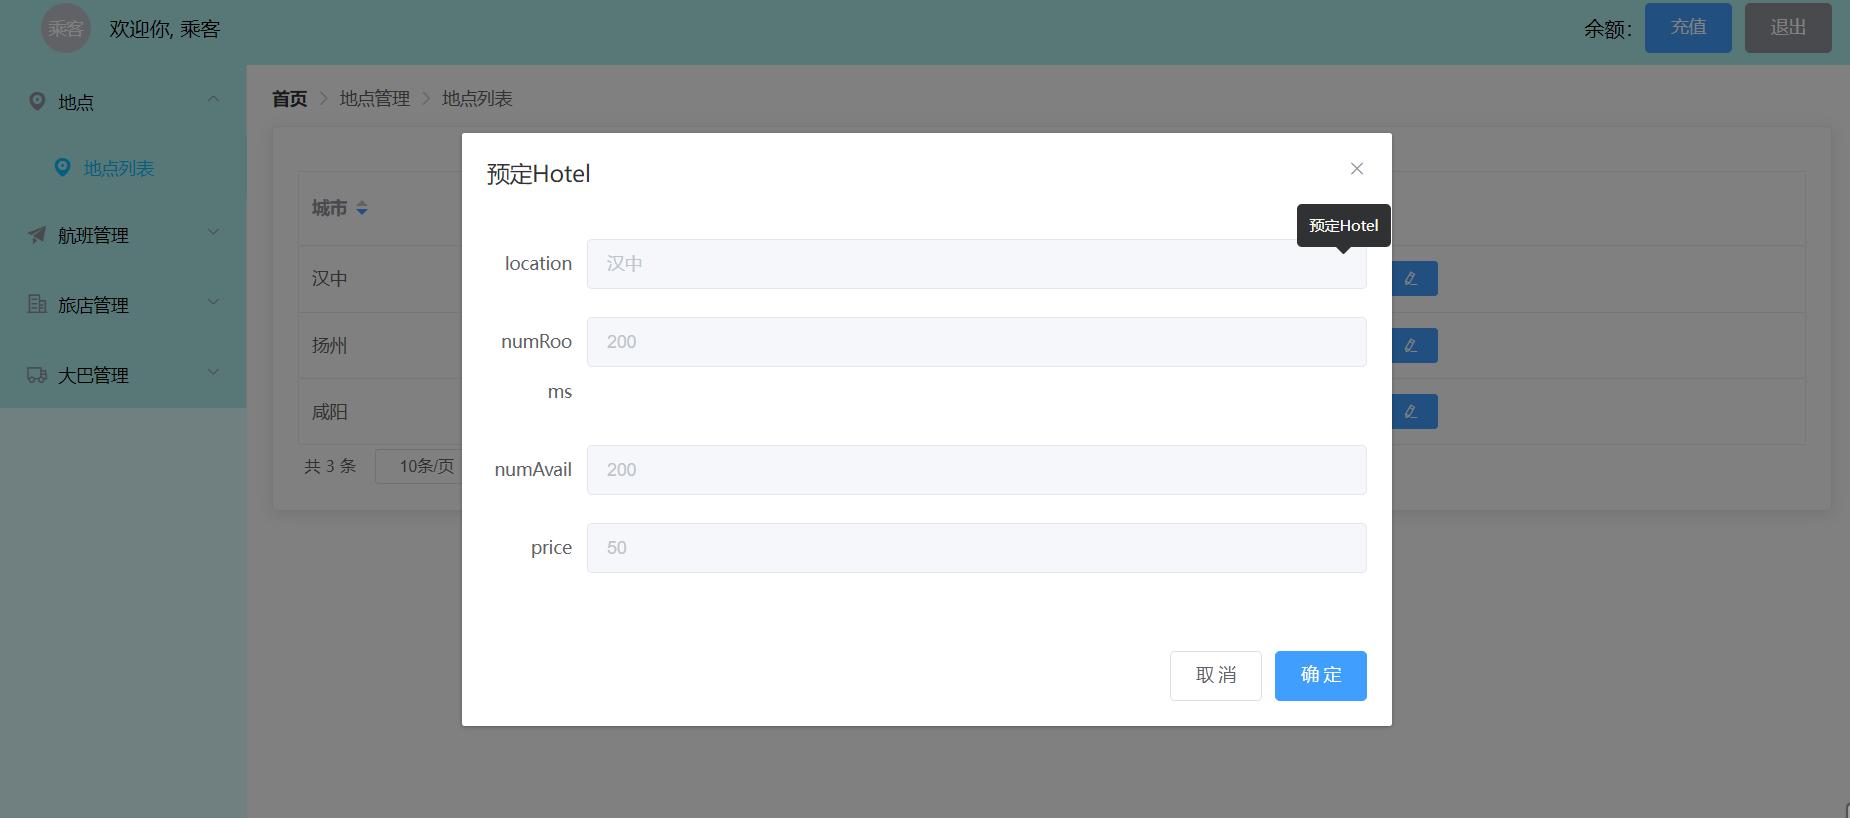 乘客
欢迎你, 乘客
余额：
充值
退出
地点
地点列表
航班管理
旅店管理
大巴管理
首页
地点管理
地点列表
城市
汉中
扬州
咸阳
共 3 条
10条/页
预定Hotel
预定Hotel
location
汉中
numRoo
ms
200
numAvail
200
price
50
取 消
确 定